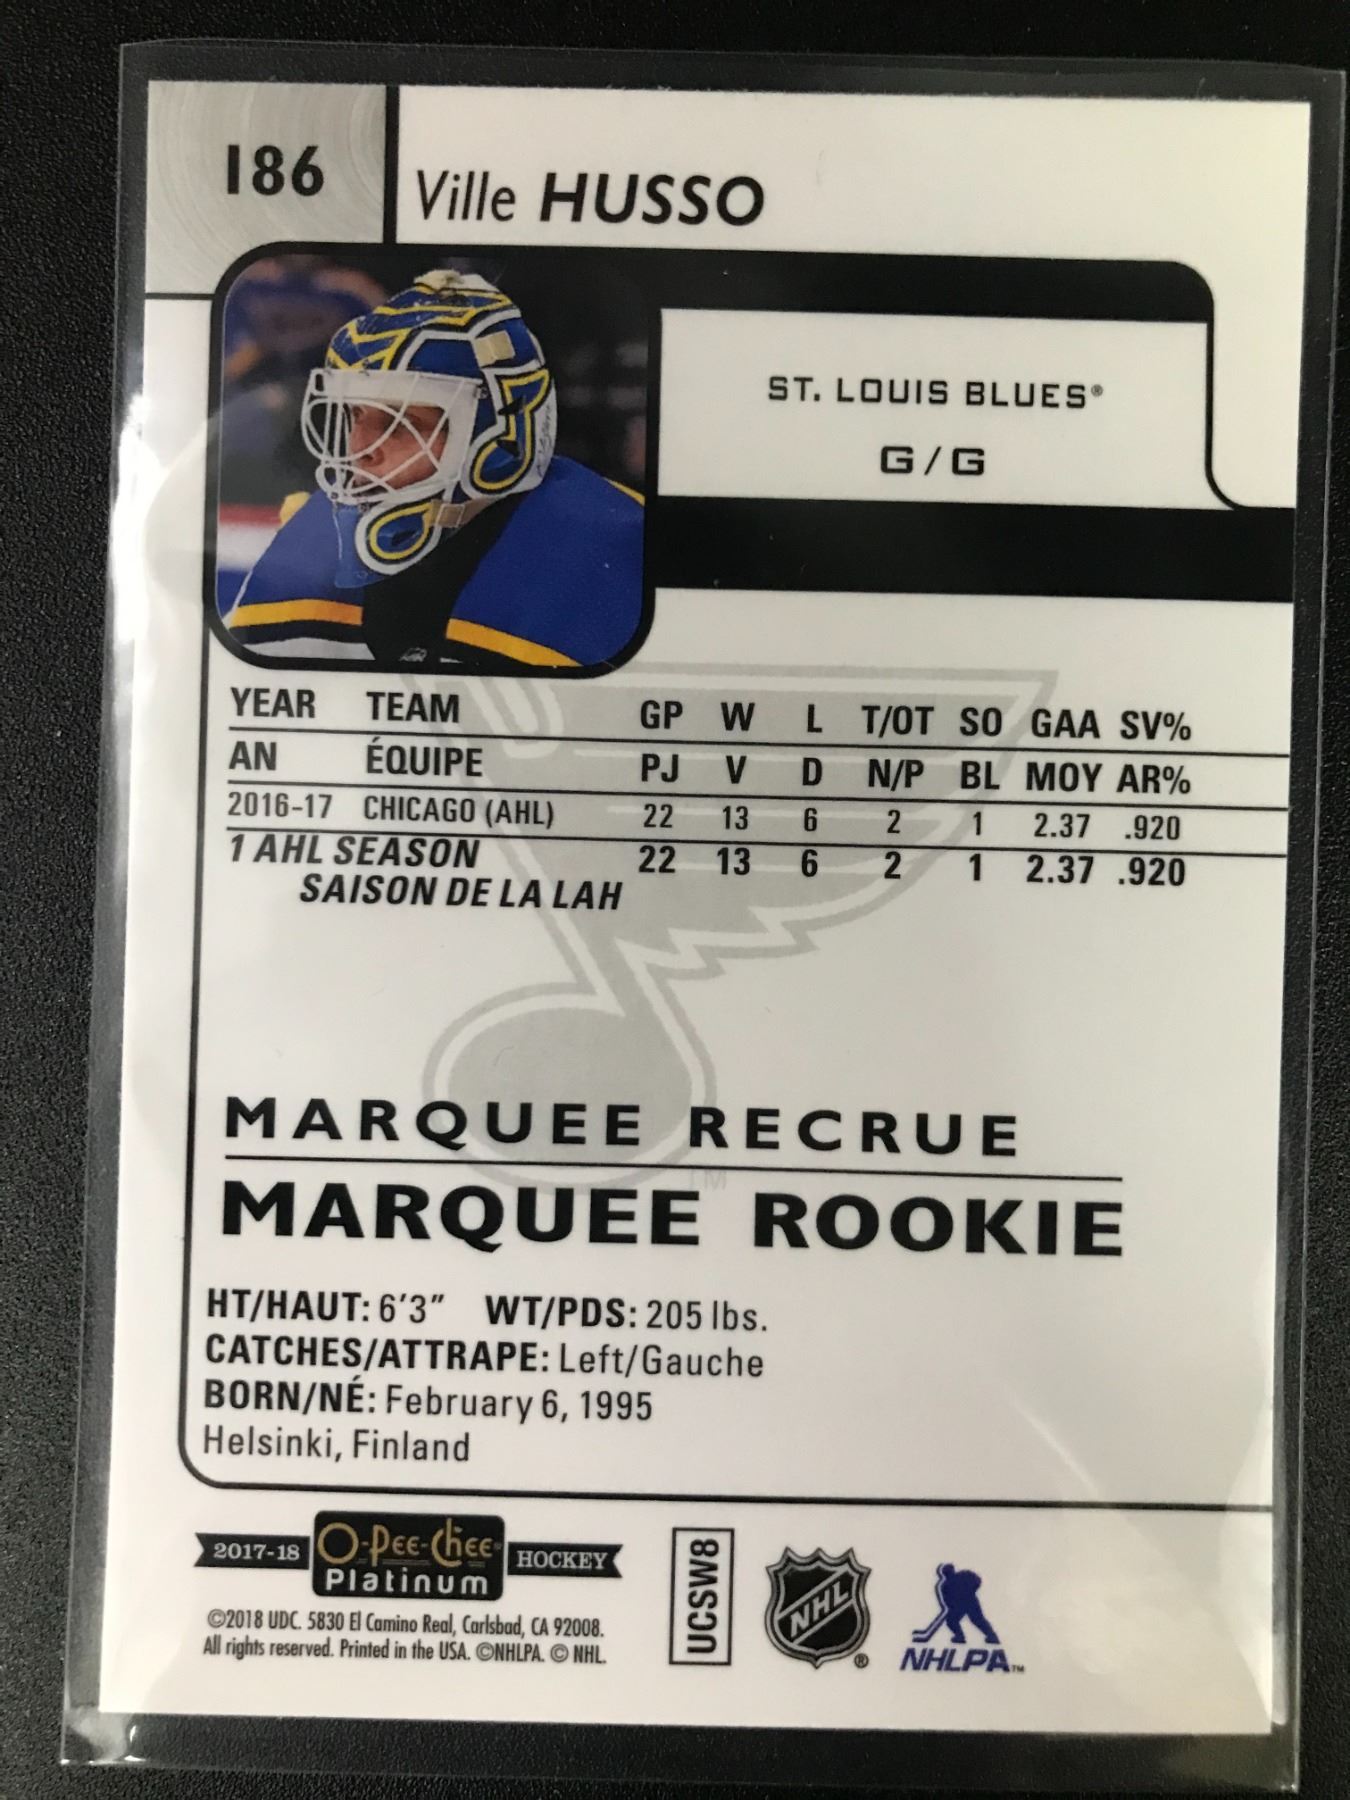 186
Ville HUSSO
ST. LOUIS BLUES®
G/G
YEAR TEAM GP W L T/OT SO GAA SV%
AN ÉQUIPE PJ V D N/P BL MOY AR%
2016-17 CHICAGO (AHL) 22 13 6 2 1 2.37 .920
1 AHL SEASON 22 13 6 2 1 2.37 .920
SAISON DE LA LAH
MARQUEE RECRUE
TM
MARQUEE ROOKIE
HT/HAUT: 6'3" WT/PDS: 205 lbs.
CATCHES/ATTRAPE: Left/Gauche
BORN/NÉ: February 6, 1995
Helsinki, Finland
2017-18 O-Pee-Chee® HOCKEY
Platinum
©2018 UDC. 5830 El Camino Real, Carlsbad, CA 92008.
All rights reserved. Printed in the USA. ©NHLPA. © NHL.
UCSW8
NHL®
NHLPA™